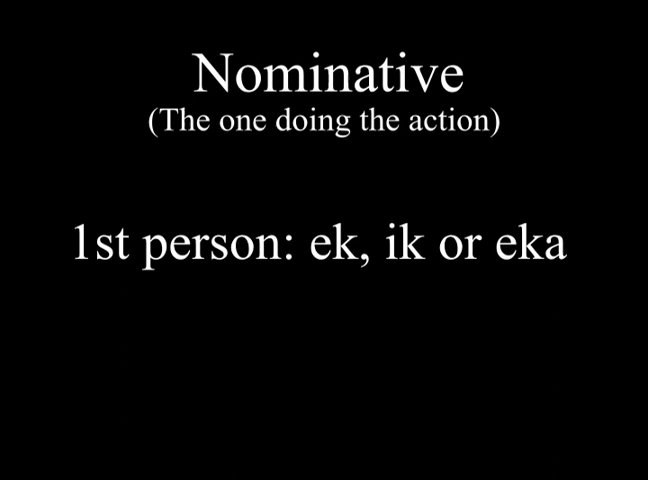 Nominative
(The one doing the action)
1st person: ek, ik or eka